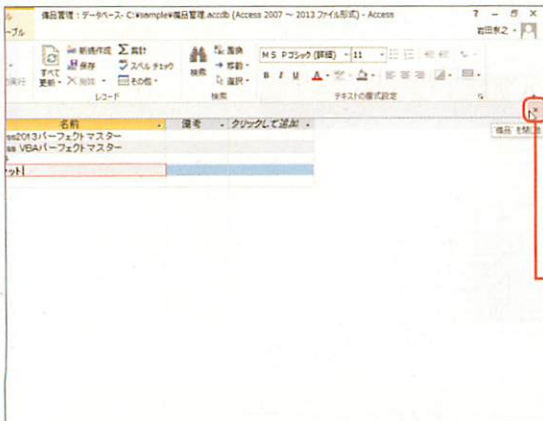 備品管理：データベース- C:¥sample¥備品管理.accdb (Access 2007 ～ 2013 ファイル形式) - Access
? – 
ーブル
岩田泰之
新規作成 Σ 集計
保存 スペルチェック
すべて更新 削除 その他
レコード
検索 置換
移動
選択
検索
MS Pゴシック (詳細) 11
B I U A
テキストの書式設定
名前 備考 クリックして追加
ss2013パーフェクトマスター
ss VBAパーフェクトマスター
ット